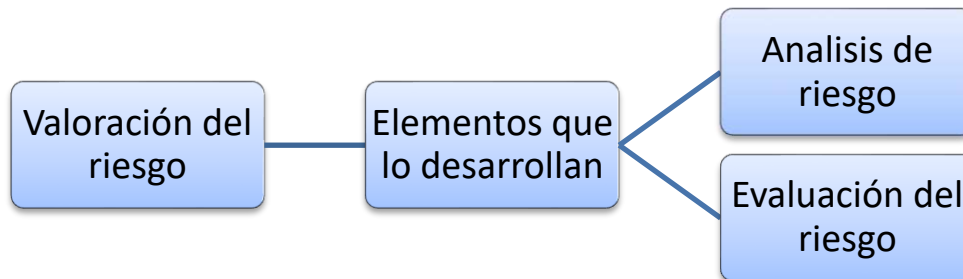 Valoración del
riesgo
Elementos que
lo desarrollan
Analisis de
riesgo
Evaluación del
riesgo